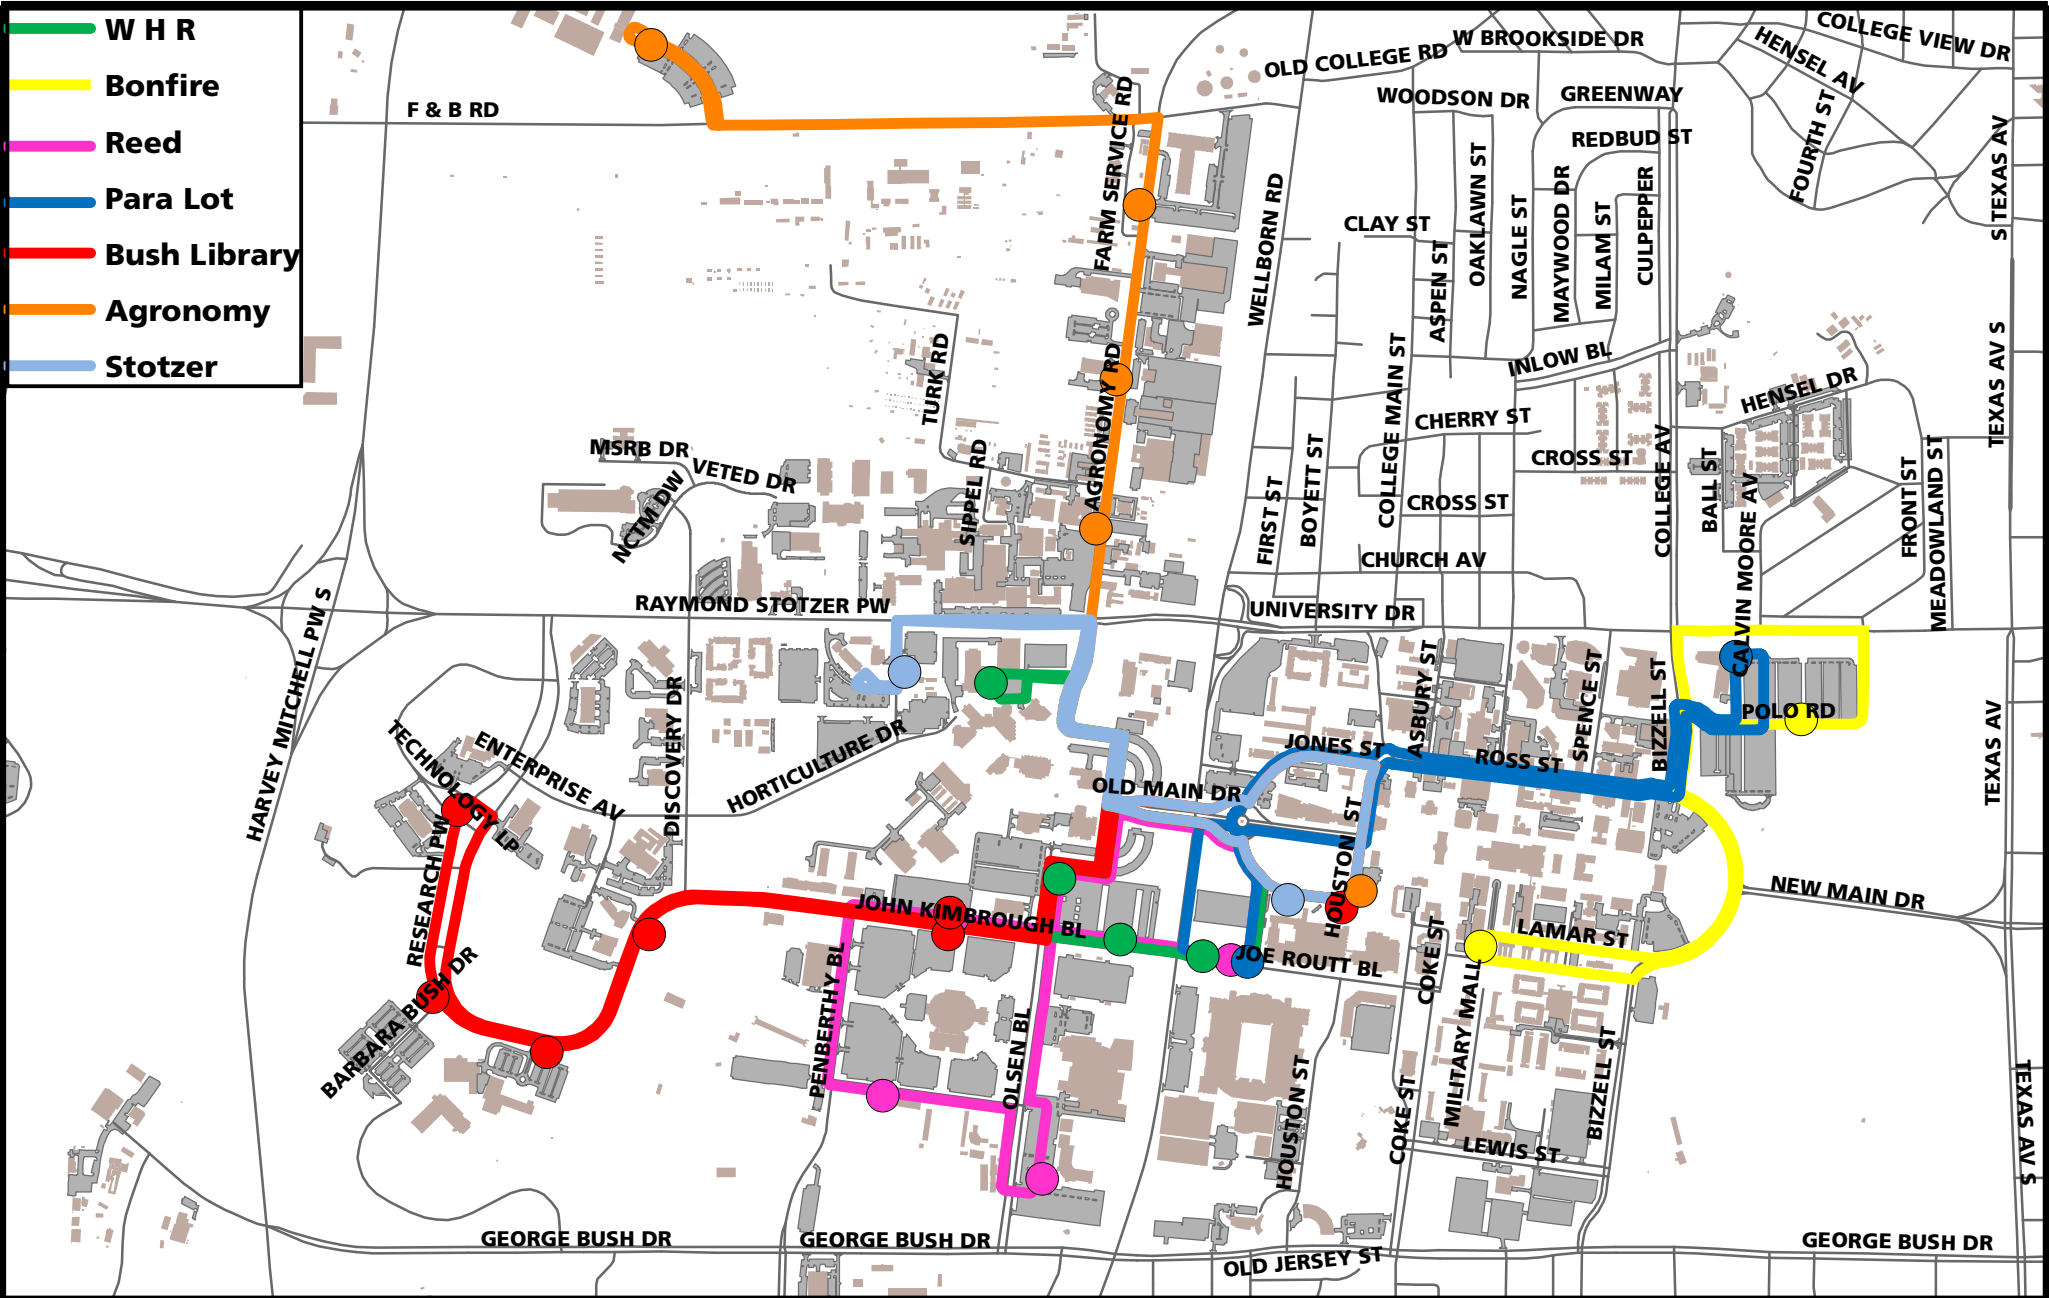 W H R
Bonfire
Reed
Para Lot
Bush Library
Agronomy
Stotzer
COLLEGE VIEW DR
W BROOKSIDE DR
HENSEL AV
OLD COLLEGE RD
F & B RD
WOODSON DR
GREENWAY
FOURTH ST
REDBUD ST
S TEXAS AV
FARM SERVICE RD
WELLBORN RD
CLAY ST
ASPEN ST
OAKLAWN ST
NAGLE ST
MAYWOOD DR
MILAM ST
CULPEPPER
TEXAS AV S
INLOW BL
HENSEL DR
TURK RD
AGRONOMY RD
COLLEGE MAIN ST
CHERRY ST
MSRB DR
VETED DR
NCTM DW
SIPPEL RD
FIRST ST
BOYETT ST
CROSS ST
CROSS ST
COLLEGE AV
BALL ST
CALVIN MOORE AV
FRONT ST
MEADOWLAND ST
CHURCH AV
RAYMOND STOTZER PW
UNIVERSITY DR
HARVEY MITCHELL PW S
DISCOVERY DR
ASBURY ST
SPENCE ST
BIZZELL ST
POLO RD
TEXAS AV
TECHNOLOGY LP
ENTERPRISE AV
HORTICULTURE DR
JONES ST
ROSS ST
OLD MAIN DR
HOUSTON ST
RESEARCH PW
JOHN KIMBROUGH BL
NEW MAIN DR
LAMAR ST
JOE ROUTT BL
COKE ST
MILITARY MALL
BARBARA BUSH DR
PENBERTHY BL
OLSEN BL
HOUSTON ST
COKE ST
BIZZELL ST
LEWIS ST
TEXAS AV S
GEORGE BUSH DR
GEORGE BUSH DR
OLD JERSEY ST
GEORGE BUSH DR